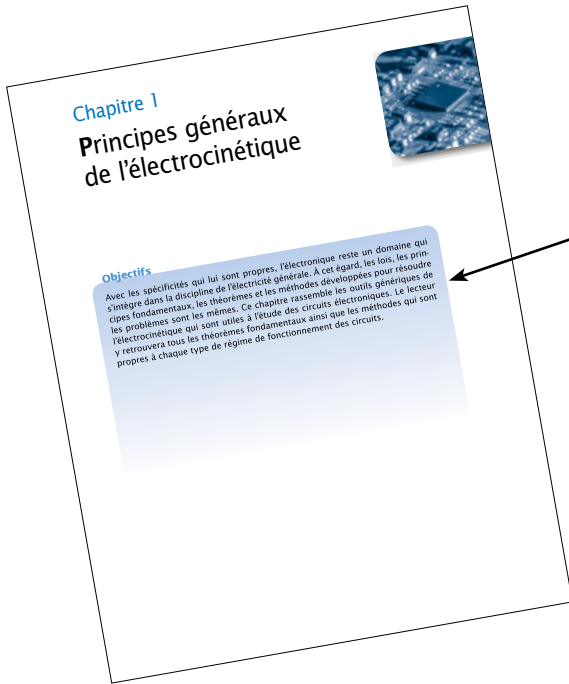 Chapitre 1
Principes généraux
de l'électrocinétique
Objectifs
Avec les spécificités qui lui sont propres, l'électronique reste un domaine qui
s'intègre dans la discipline de l'électricité générale. À cet égard, les lois, les prin-
cipes fondamentaux, les théorèmes et les méthodes développées pour résoudre
les problèmes sont les mêmes. Ce chapitre rassemble les outils génériques de
l'électrocinétique qui sont utiles à l'étude des circuits électroniques. Le lecteur
y retrouvera tous les théorèmes fondamentaux ainsi que les méthodes qui sont
propres à chaque type de régime de fonctionnement des circuits.